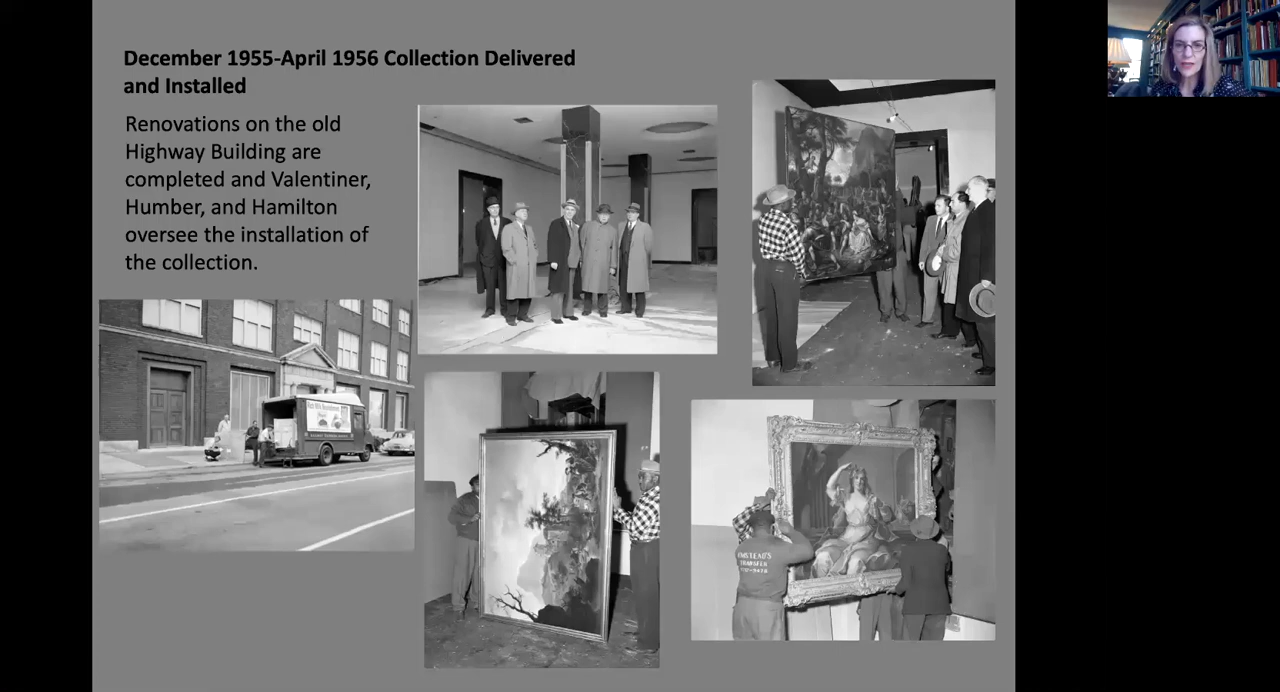 December 1955-April 1956 Collection Delivered
and Installed
Renovations on the old
Highway Building are
completed and Valentiner,
Humber, and Hamilton
oversee the installation of
the collection.
TRANSFER